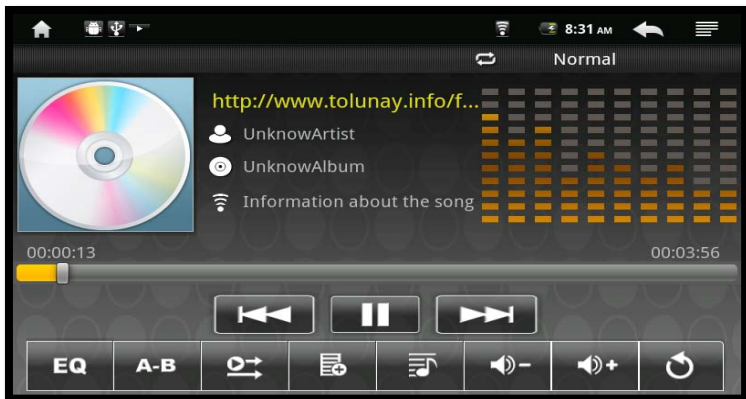 8:31 AM
Normal
http://www.tolunay.info/f...
UnknowArtist
UnknowAlbum
Information about the song
00:00:13
00:03:56
EQ
A-B